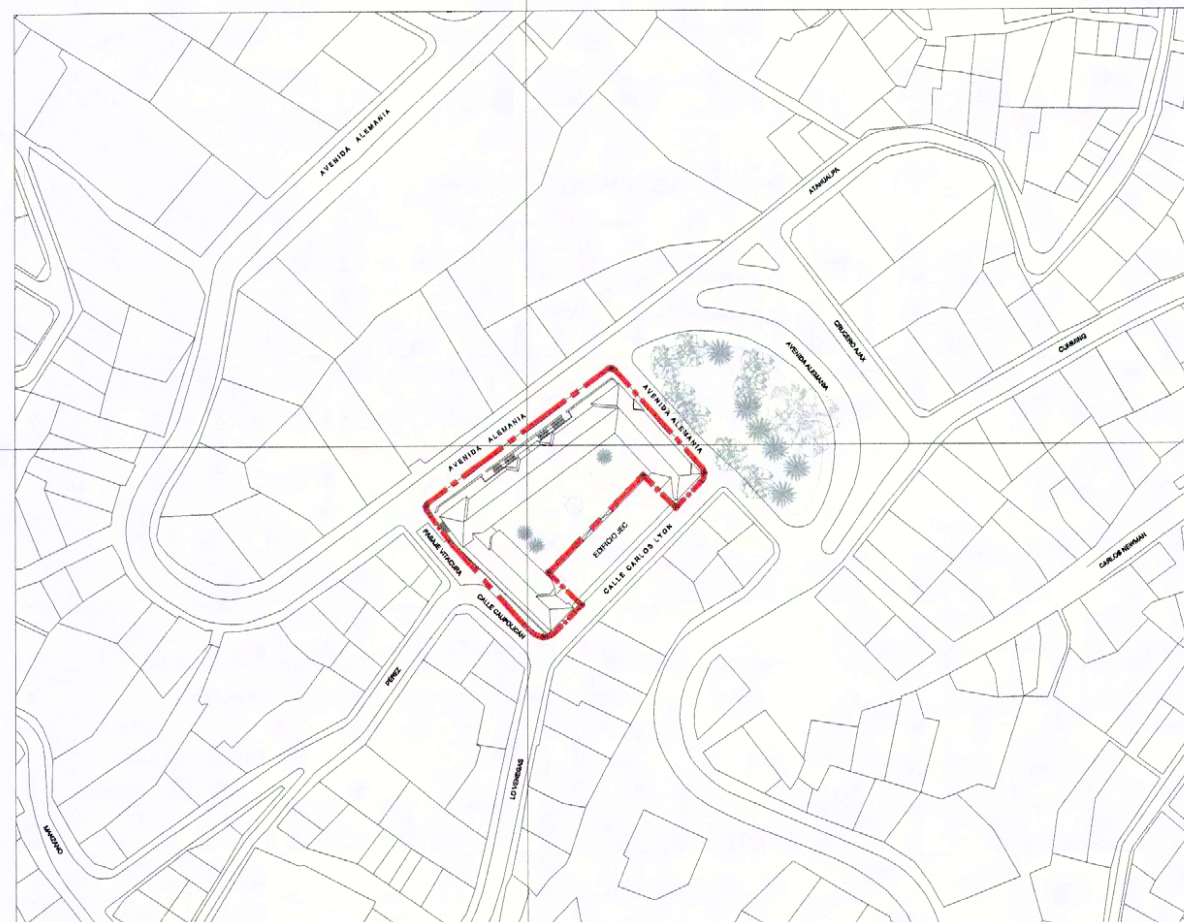 AVENIDA ALEMANIA
ATAHUALPA
CRUCERO AJAX
AVENIDA ALEMANIA
CUMMING
AVENIDA ALEMANIA
AVENIDA ALEMANIA
EDIFICIO JEC
CALLE CARLOS LYON
PASAJE VITACURA
CALLE CAUPOLICAN
CARLOS NEWMAN
PEREZ
LO VENEGAS
MANZANO